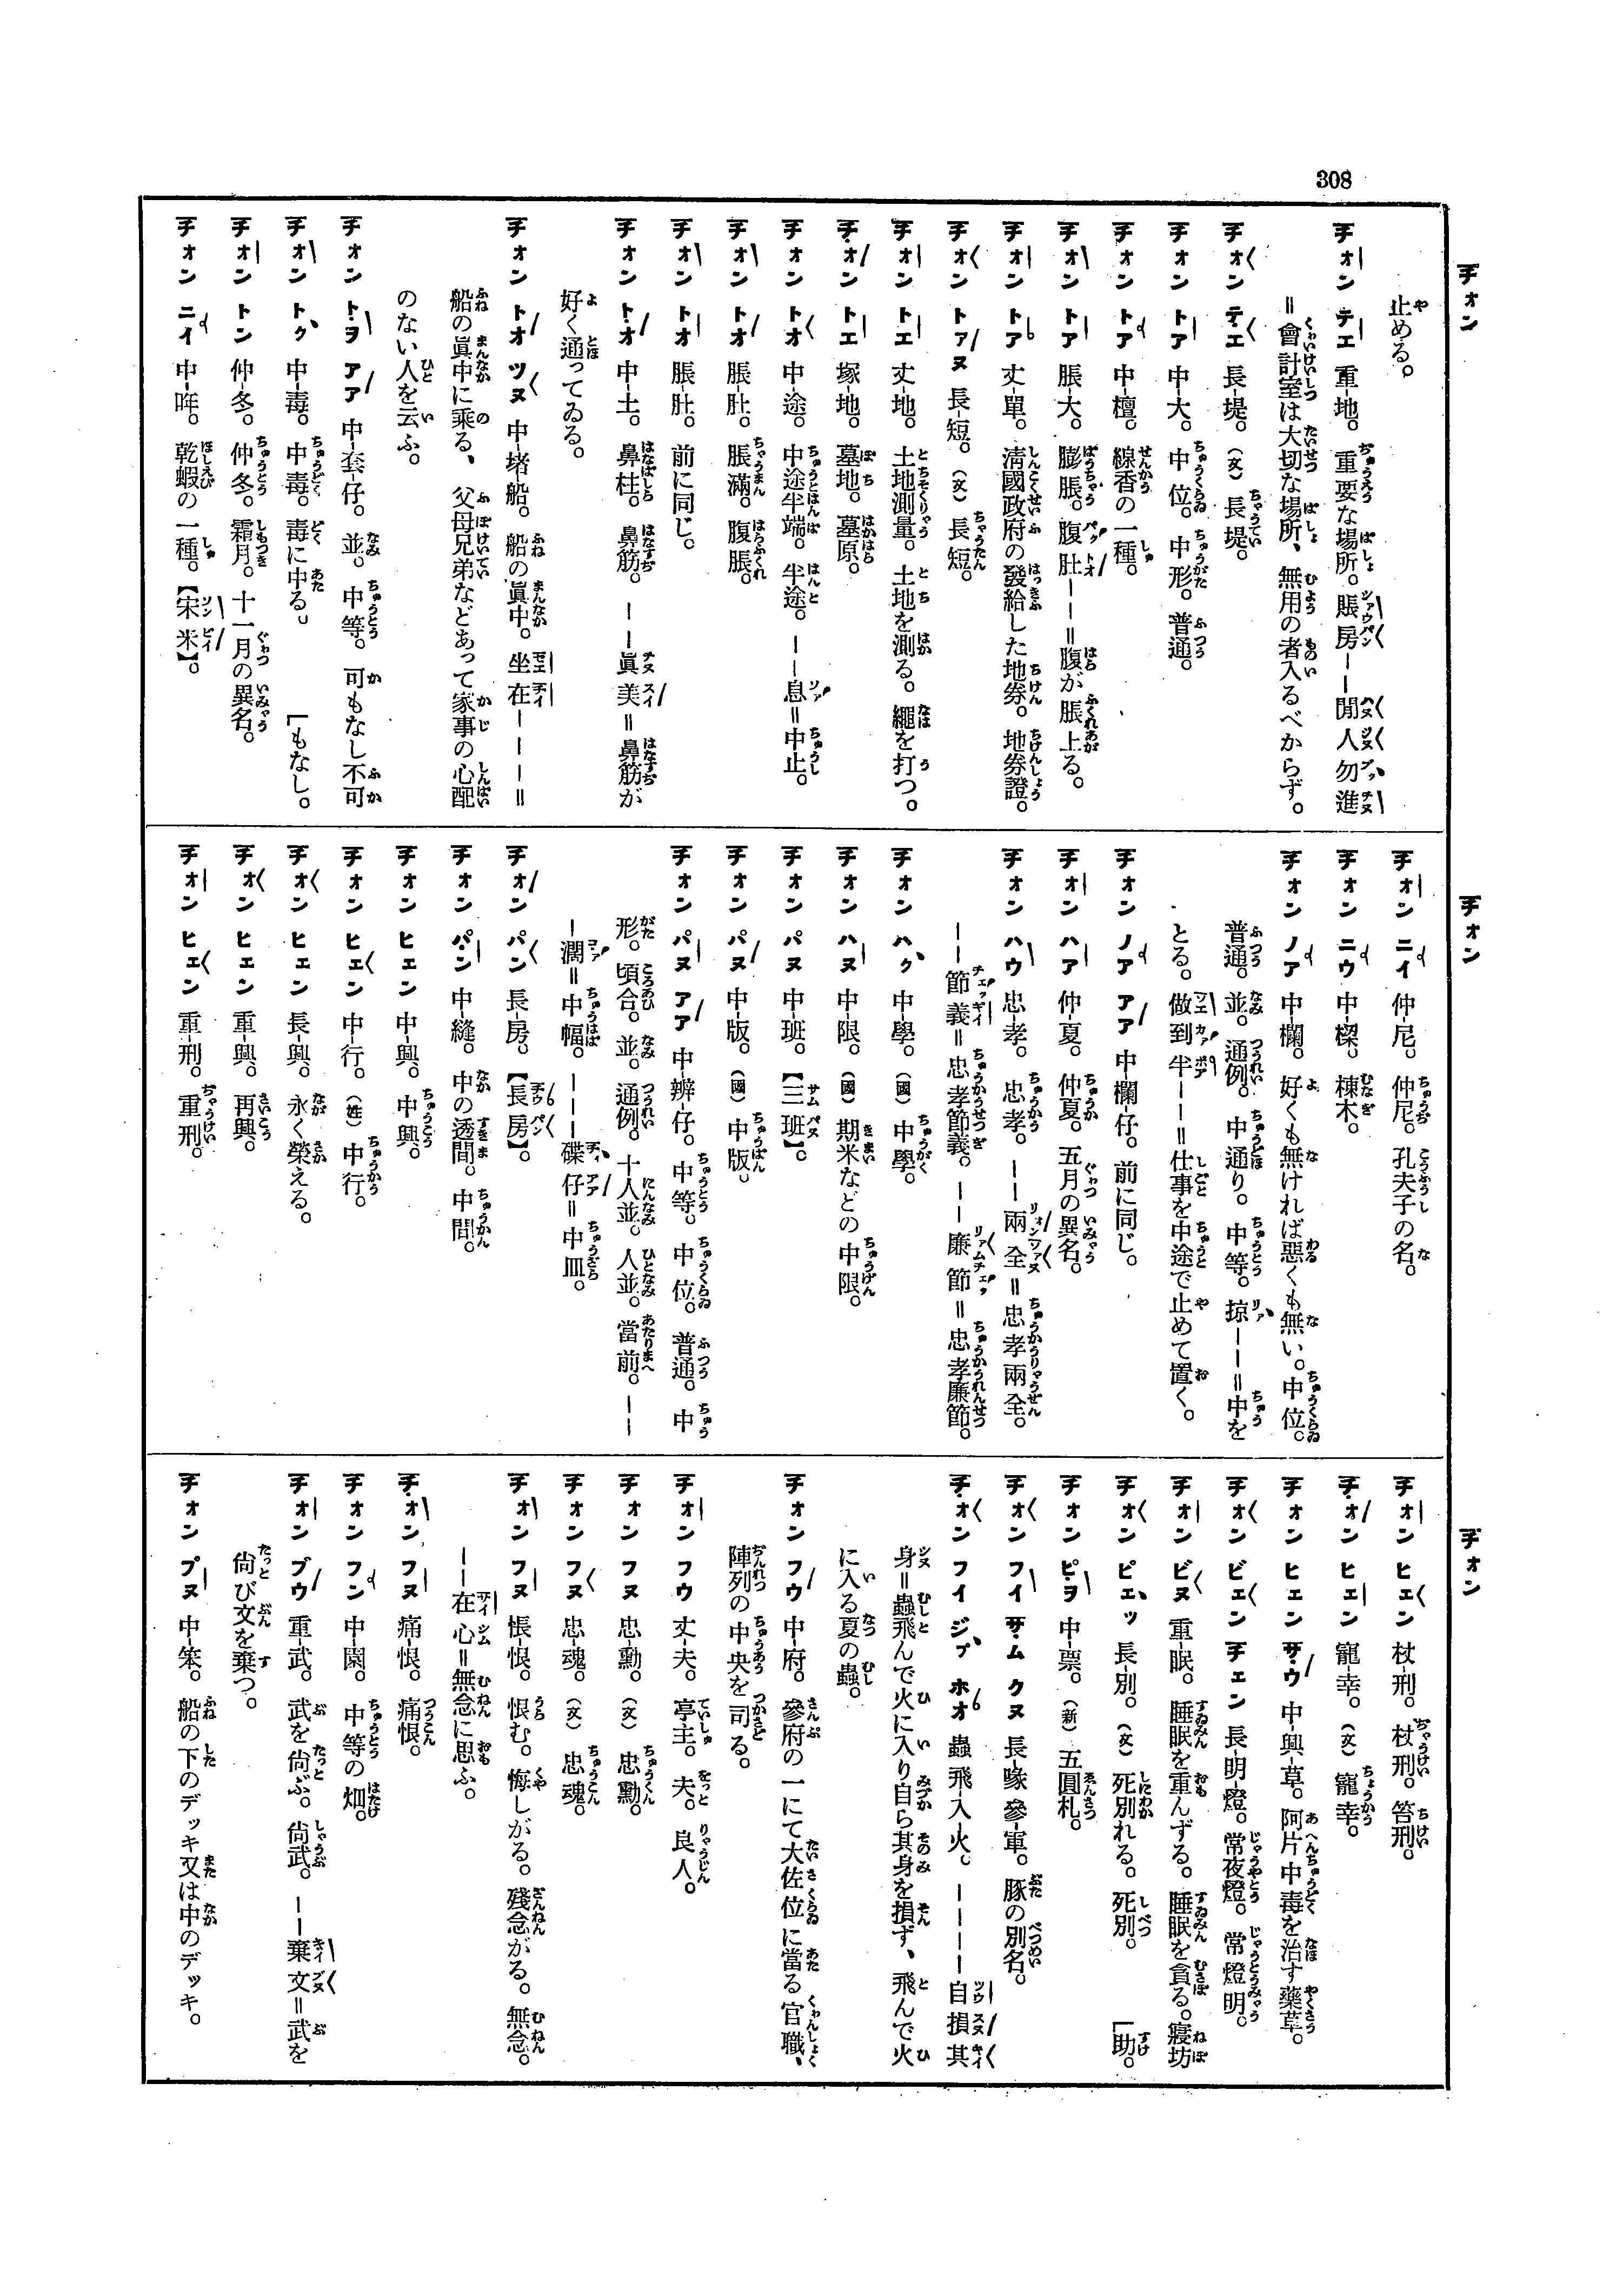 308
チォン
チォン
チォン
止める。
チォン テエ 重-地。重要な場所。賬房——閒人勿進
＝會計室は大切な場所、無用の者入るべからず。
チォン テエ 長-堤。(文)長堤。
チォン トア 中-大。中位。中形。普通。
チォン トア 中-檀。線香の一種。
チォン トア 脹-大。膨脹。腹肚——＝腹が脹上る。
チォン トア 丈-單。淸國政府の發給した地券。地券證。
チォン トァヌ 長-短。(文)長短。
チォン トエ 丈-地。土地測量。土地を測る。繩を打つ。
チォン トエ 塚-地。墓地。墓原。
チォン トオ 中-途。中途半端。半途。——息＝中止。
チォン トオ 脹-肚。脹滿。腹脹。
チォン トオ 脹-肚。前に同じ。
チォン トオ 中-土。鼻柱。鼻筋。——眞美＝鼻筋が
好く通ってゐる。
チォン トオ ツヌ 中-堵-船。船の眞中。坐在———＝
船の眞中に乘る、父母兄弟などあって家事の心配
のない人を云ふ。
チォン トヲ アア 中-套-仔。並。中等。可もなし不可
チォン トク 中-毒。中毒。毒に中る。 ［もなし。
チォン トン 仲-冬。仲冬。霜月。十一月の異名。
チォン ニイ 中-哖。乾蝦の一種。【宋米】。
チォン ニイ 仲-尼。仲尼。孔夫子の名。
チォン ニウ 中-樑。棟木。
チォン ノア 中-欄。好くも無ければ惡くも無い。中位。
普通。並。通例。中通り。中等。掠——＝中を
とる。做到半——＝仕事を中途で止めて置く。
チォン ノア アア 中-欄-仔。前に同じ。
チォン ハア 仲-夏。仲夏。五月の異名。
チォン ハウ 忠-孝。忠孝。——兩全＝忠孝兩全。
——節義＝忠孝節義。——廉節＝忠孝廉節。
チォン ハク 中-學。(國)中學。
チォン ハヌ 中-限。(國)期米などの中限。
チォン パヌ 中-班。【三班】。
チォン パヌ 中-版。(國)中版。
チォン パヌ アア 中-辦-仔。中等。中位。普通。中
形。頃合。並。通例。十人並。人並。當前。——
—濶＝中幅。———碟仔＝中皿。
チォン パン 長-房。【長房】。
チォン パン 中-縫。中の透間。中間。
チォン ヒェン 中-興。中興。
チォン ヒェン 中-行。(姓)中行。
チォン ヒェン 長-興。永く榮える。
チォン ヒェン 重-興。再興。
チォン ヒェン 重-刑。重刑。
チォン ヒェン 杖-刑。杖刑。笞刑。
チォン ヒェン 寵-幸。(文)寵幸。
チォン ヒェン サウ 中-興-草。阿片中毒を治す藥草。
チォン ビェン チェン 長-明-燈。常夜燈。常燈明。
チォン ビヌ 重-眠。睡眠を重んずる。睡眠を貪る。寢坊
チォン ピェッ 長-別。(文)死別れる。死別。 ［助。
チォン ピヲ 中-票。(新)五圓札。
チォン フイ サム クヌ 長-喙 參-軍。豚の別名。
チォン フイ ジプ ホオ 蟲-飛-入-火。————自損其
身＝蟲飛んで火に入り自ら其身を損ず、飛んで火
に入る夏の蟲。
チォン フウ 中-府。參府の一にて大佐位に當る官職、
陣列の中央を司る。
チォン フウ 丈-夫。亭主。夫。良人。
チォン フヌ 忠-勳。(文)忠勳。
チォン フヌ 忠-魂。(文)忠魂。
チォン フヌ 悵-恨。恨む。悔しがる。殘念がる。無念。
——在心＝無念に思ふ。
チォン フヌ 痛-恨。痛恨。
チォン フン 中-園。中等の畑。
チォン ブウ 重-武。武を尙ぶ。尙武。——棄文＝武を
尙び文を棄つ。
チォン プヌ 中-笨。船の下のデッキ又は中のデッキ。